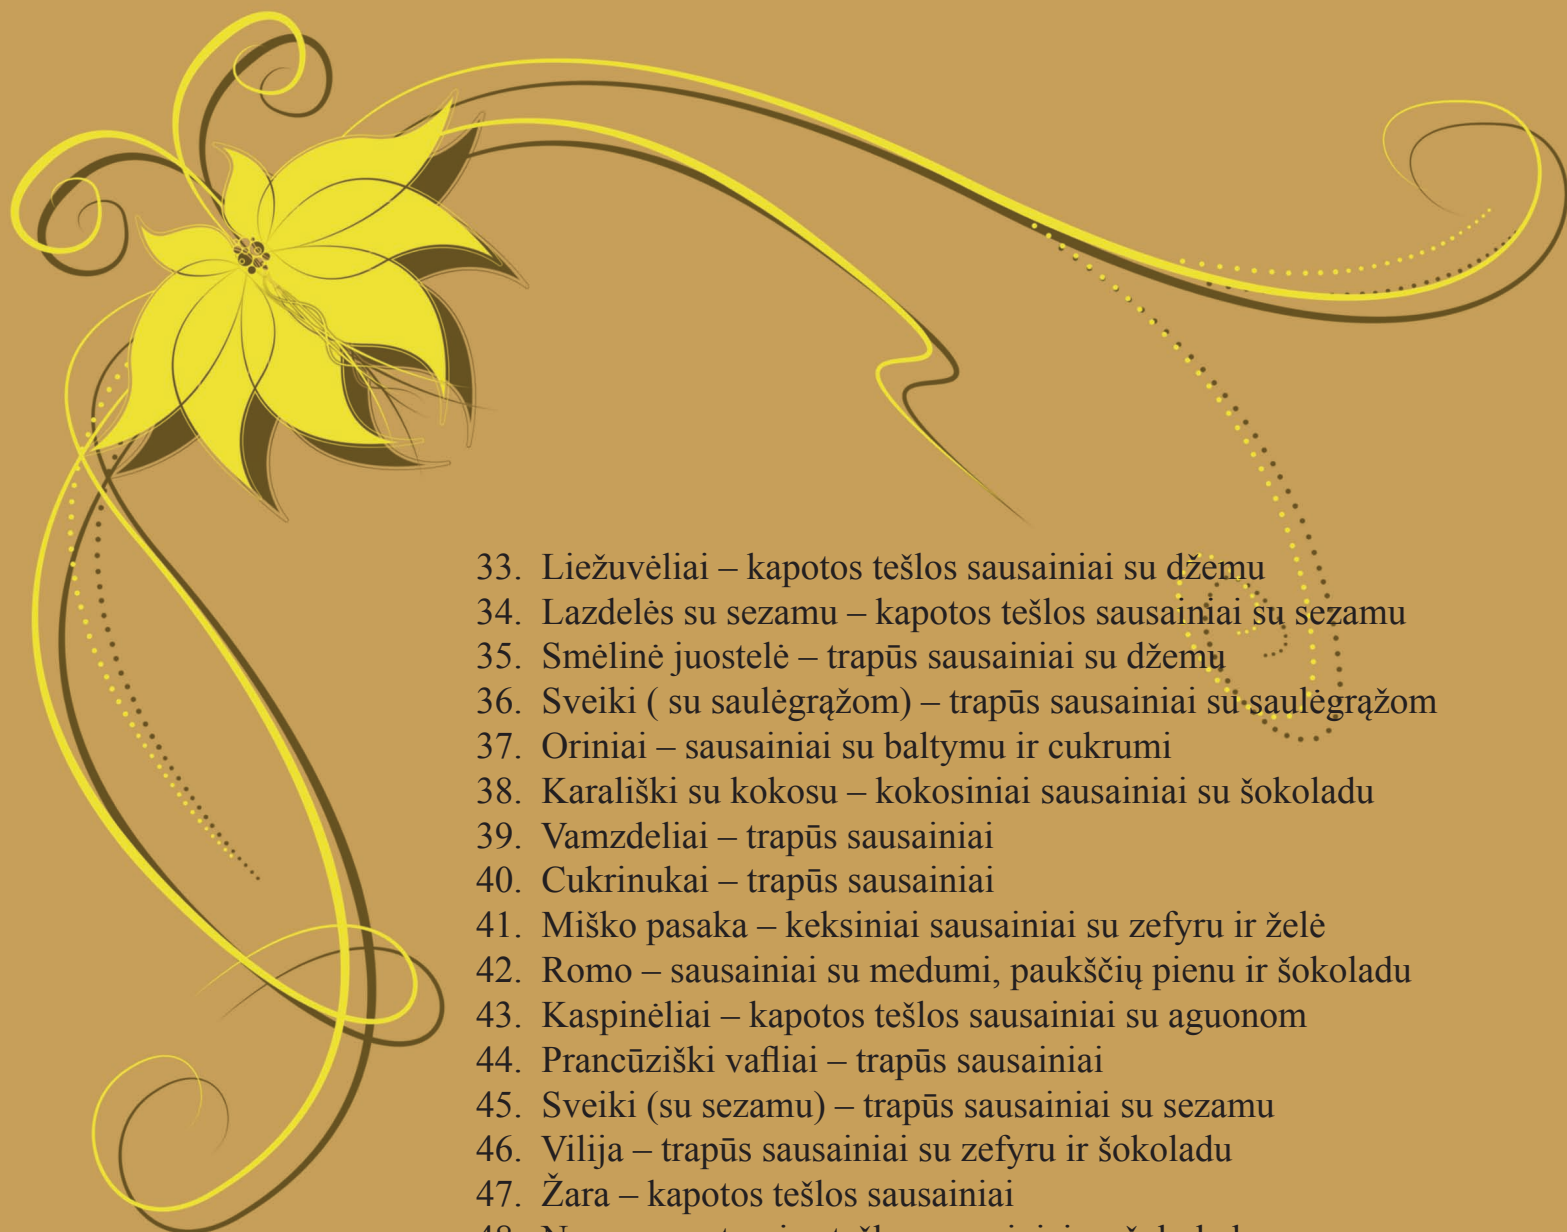 33. Liežuvėliai – kapotos tešlos sausainiai su džemu
34. Lazdelės su sezamu – kapotos tešlos sausainiai su sezamu
35. Smėlinė juostelė – trapūs sausainiai su džemu
36. Sveiki ( su saulėgrąžom) – trapūs sausainiai su saulėgrąžom
37. Oriniai – sausainiai su baltymu ir cukrumi
38. Karališki su kokosu – kokosiniai sausainiai su šokoladu
39. Vamzdeliai – trapūs sausainiai
40. Cukrinukai – trapūs sausainiai
41. Miško pasaka – keksiniai sausainiai su zefyru ir želė
42. Romo – sausainiai su medumi, paukščių pienu ir šokoladu
43. Kaspinėliai – kapotos tešlos sausainiai su aguonom
44. Prancūziški vafliai – trapūs sausainiai
45. Sveiki (su sezamu) – trapūs sausainiai su sezamu
46. Vilija – trapūs sausainiai su zefyru ir šokoladu
47. Žara – kapotos tešlos sausainiai
48.